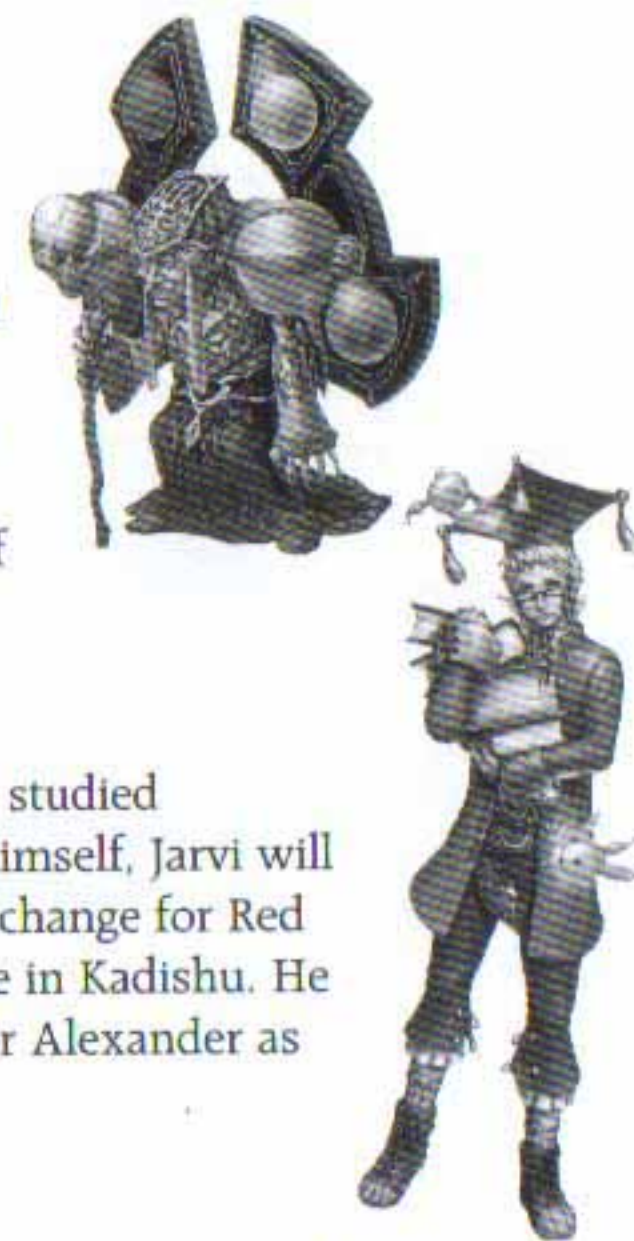 f
studied
imself, Jarvi will
change for Red
e in Kadishu. He
r Alexander as